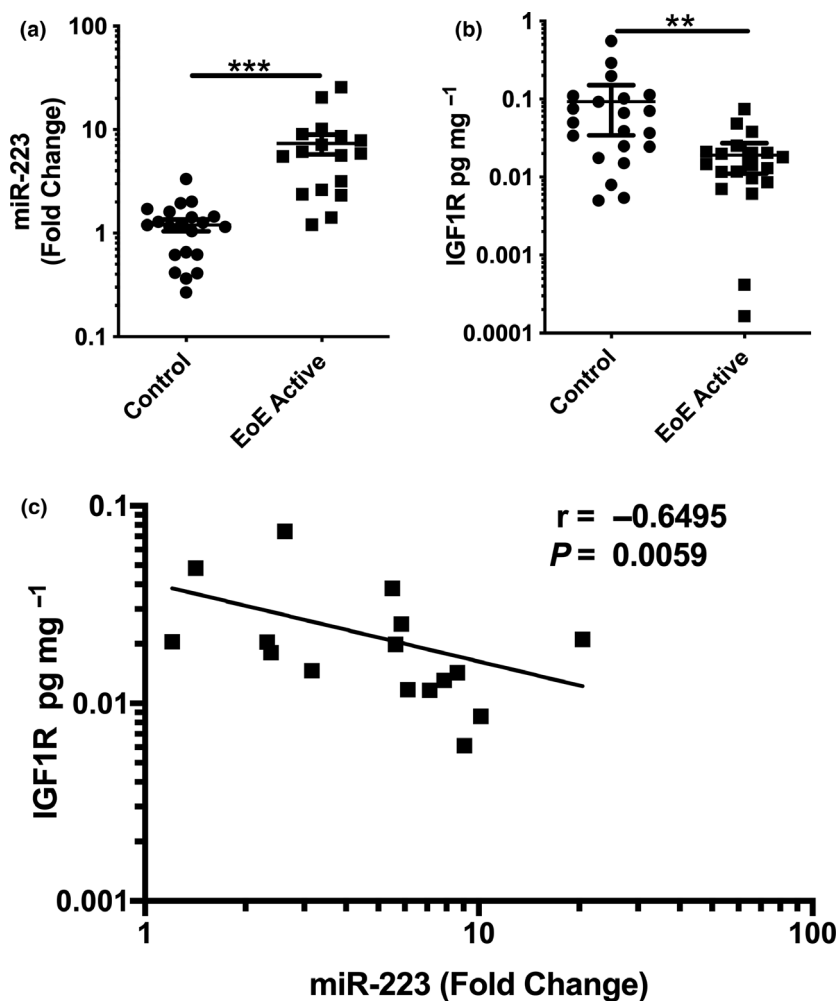 (a)
100
10
1
0.1
miR-223
(Fold Change)
***
Control
EoE Active
(b)
1
0.1
0.01
0.001
0.0001
IGF1R pg mg ⁻¹
**
Control
EoE Active
(c)
0.1
0.01
0.001
IGF1R pg mg ⁻¹
r = –0.6495
P = 0.0059
1
10
100
miR-223 (Fold Change)